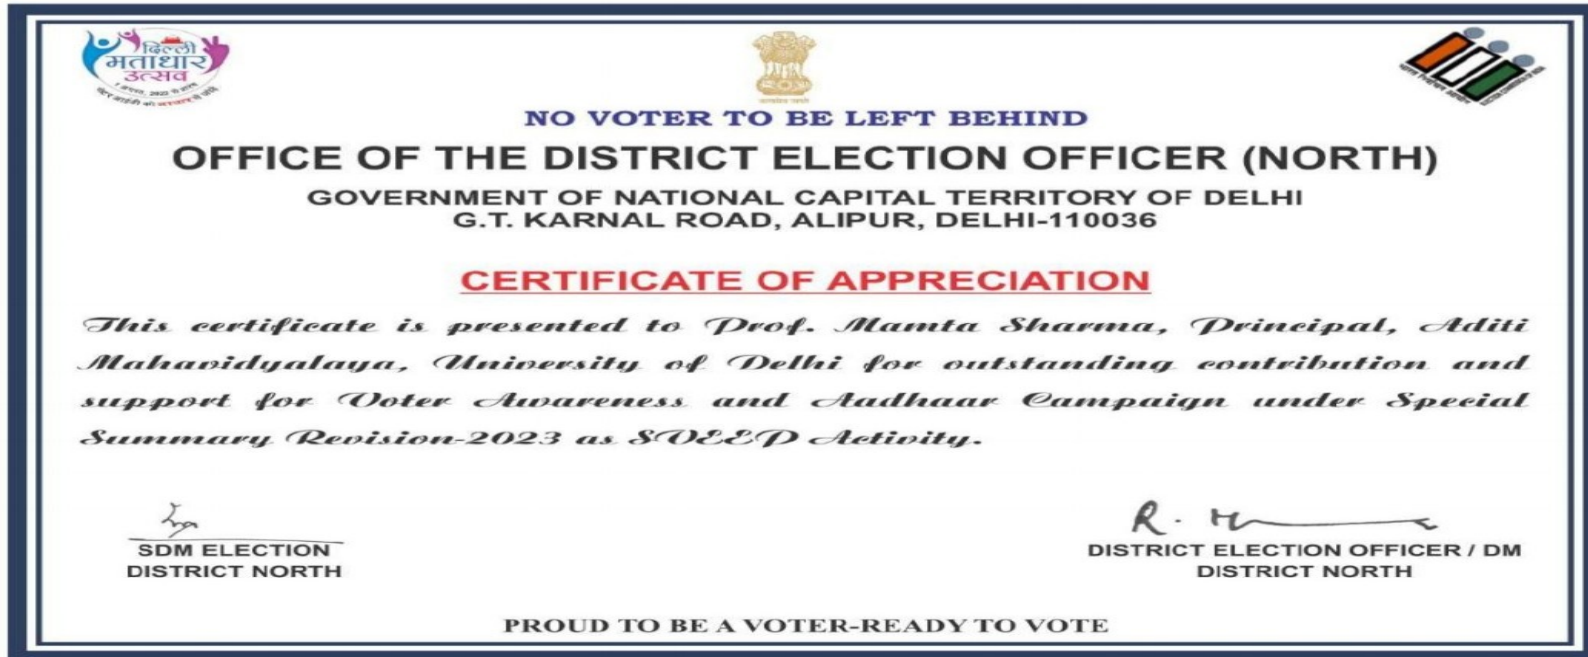 दिल्ली
मताधार
उत्सव
NO VOTER TO BE LEFT BEHIND
OFFICE OF THE DISTRICT ELECTION OFFICER (NORTH)
GOVERNMENT OF NATIONAL CAPITAL TERRITORY OF DELHI
G.T. KARNAL ROAD, ALIPUR, DELHI-110036
CERTIFICATE OF APPRECIATION
This certificate is presented to Prof. Mamta Sharma, Principal, Aditi
Mahavidyalaya, University of Delhi for outstanding contribution and
support for Voter Awareness and Aadhaar Campaign under Special
Summary Revision-2023 as SVEEP Activity.
SDM ELECTION
DISTRICT NORTH
R.
DISTRICT ELECTION OFFICER / DM
DISTRICT NORTH
PROUD TO BE A VOTER-READY TO VOTE